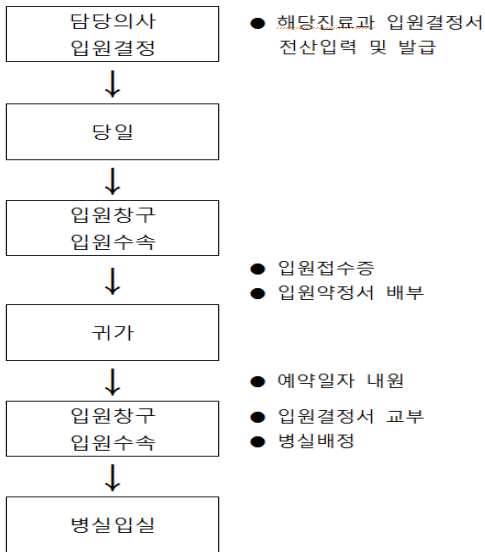 담당의사
입원결정
● 해당진료과 입원결정서
전산입력 및 발급
↓
당일
↓
입원창구
입원수속
↓
● 입원접수증
● 입원약정서 배부
귀가
↓
● 예약일자 내원
입원창구
입원수속
● 입원결정서 교부
● 병실배정
↓
병실입실